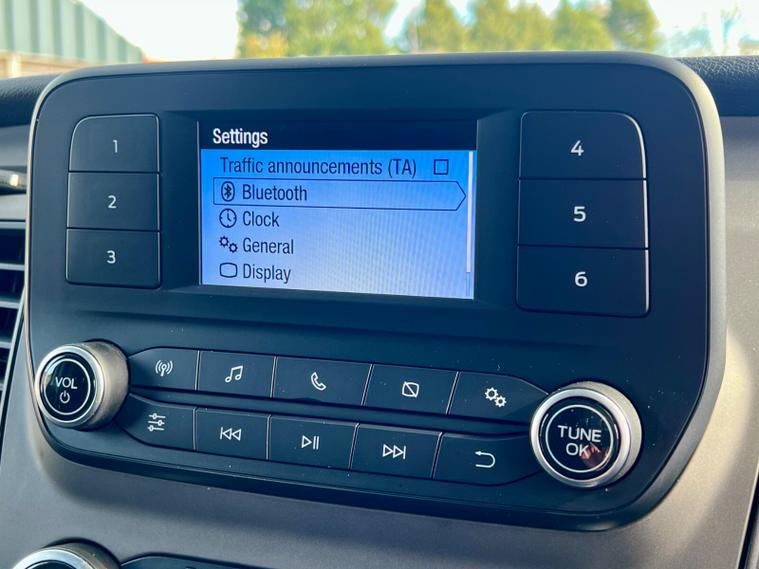 Settings
Traffic announcements (TA)
Bluetooth
Clock
General
Display
1
2
3
4
5
6
VOL
TUNE
OK